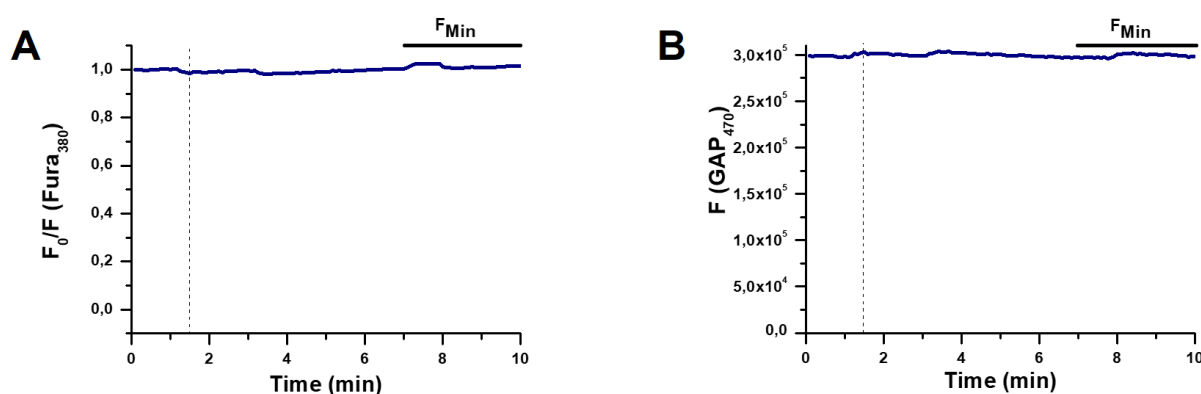 A
F_Min
F_0/F (Fura_380)
1,0
0,8
0,6
0,4
0,2
0,0
0 2 4 6 8 10
Time (min)
B
F_Min
F (GAP_470)
3,0x10^5
2,5x10^5
2,0x10^5
1,5x10^5
1,0x10^5
5,0x10^4
0,0
0 2 4 6 8 10
Time (min)